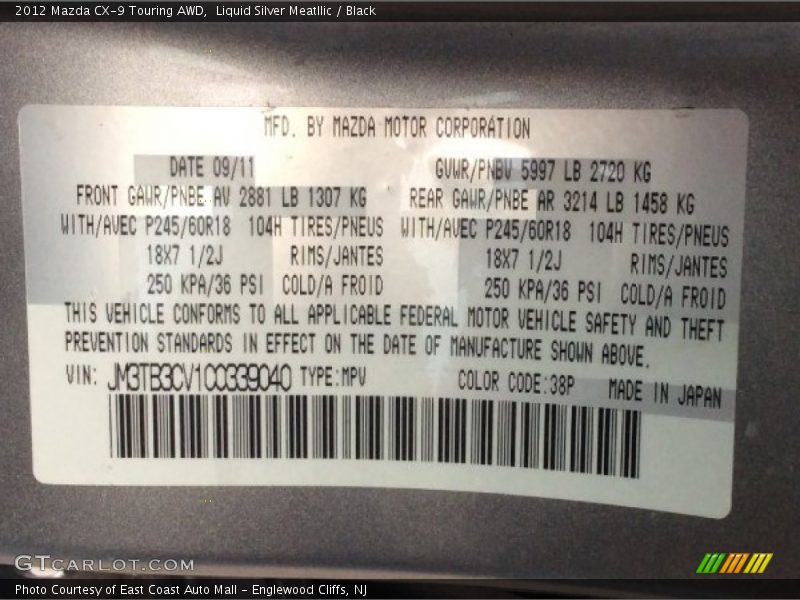 2012 Mazda CX-9 Touring AWD,  Liquid Silver Meatllic / Black
MFD. BY MAZDA MOTOR CORPORATION
DATE 09/11 GVWR/PNBV 5997 LB 2720 KG
FRONT GAWR/PNBE AV 2881 LB 1307 KG REAR GAWR/PNBE AR 3214 LB 1458 KG
WITH/AVEC P245/60R18 104H TIRES/PNEUS WITH/AVEC P245/60R18 104H TIRES/PNEUS
18X7 1/2J RIMS/JANTES 18X7 1/2J RIMS/JANTES
250 KPA/36 PSI COLD/A FROID 250 KPA/36 PSI COLD/A FROID
THIS VEHICLE CONFORMS TO ALL APPLICABLE FEDERAL MOTOR VEHICLE SAFETY AND THEFT
PREVENTION STANDARDS IN EFFECT ON THE DATE OF MANUFACTURE SHOWN ABOVE.
VIN: JM3TB3CV1C0339040 TYPE:MPV COLOR CODE:38P MADE IN JAPAN
GTCARLOT.COM
Photo Courtesy of East Coast Auto Mall - Englewood Cliffs, NJ